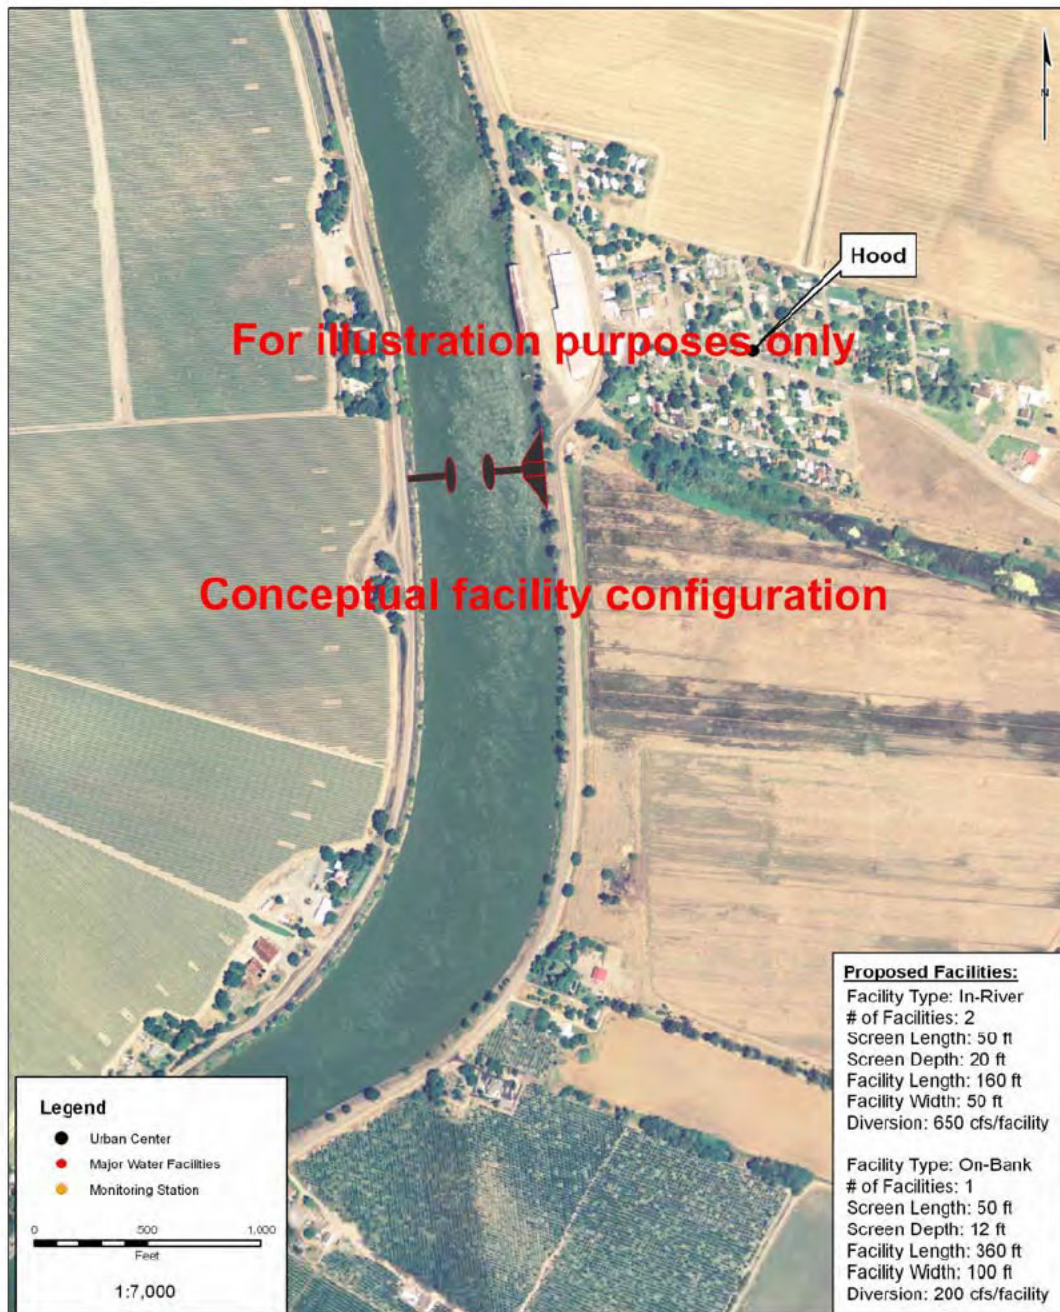 N
Hood
For illustration purposes only
Conceptual facility configuration
Proposed Facilities:
Facility Type: In-River
# of Facilities: 2
Screen Length: 50 ft
Screen Depth: 20 ft
Facility Length: 160 ft
Facility Width: 50 ft
Diversion: 650 cfs/facility
Facility Type: On-Bank
# of Facilities: 1
Screen Length: 50 ft
Screen Depth: 12 ft
Facility Length: 360 ft
Facility Width: 100 ft
Diversion: 200 cfs/facility
Legend
Urban Center
Major Water Facilities
Monitoring Station
0 500 1,000
Feet
1:7,000